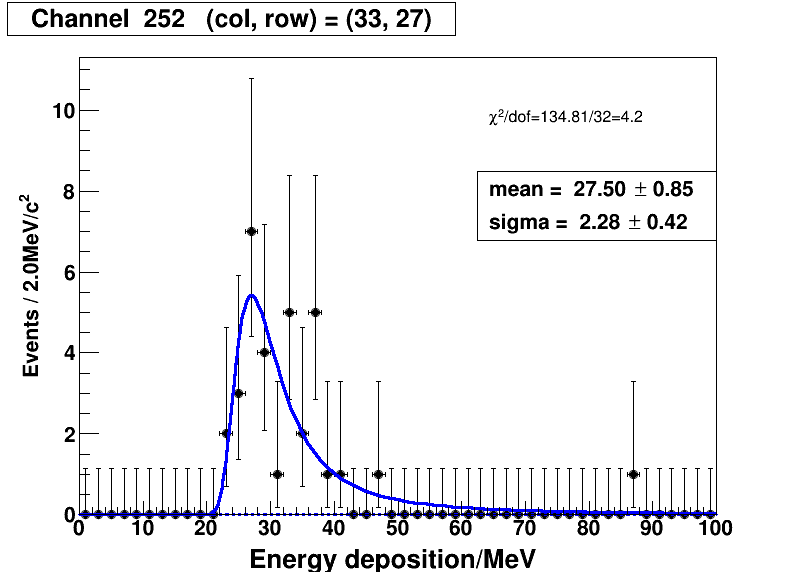 Channel 252 (col, row) = (33, 27)
χ²/dof=134.81/32=4.2
mean = 27.50 ± 0.85
sigma = 2.28 ± 0.42
Events / 2.0MeV/c²
10
8
6
4
2
0
0 10 20 30 40 50 60 70 80 90 100
Energy deposition/MeV